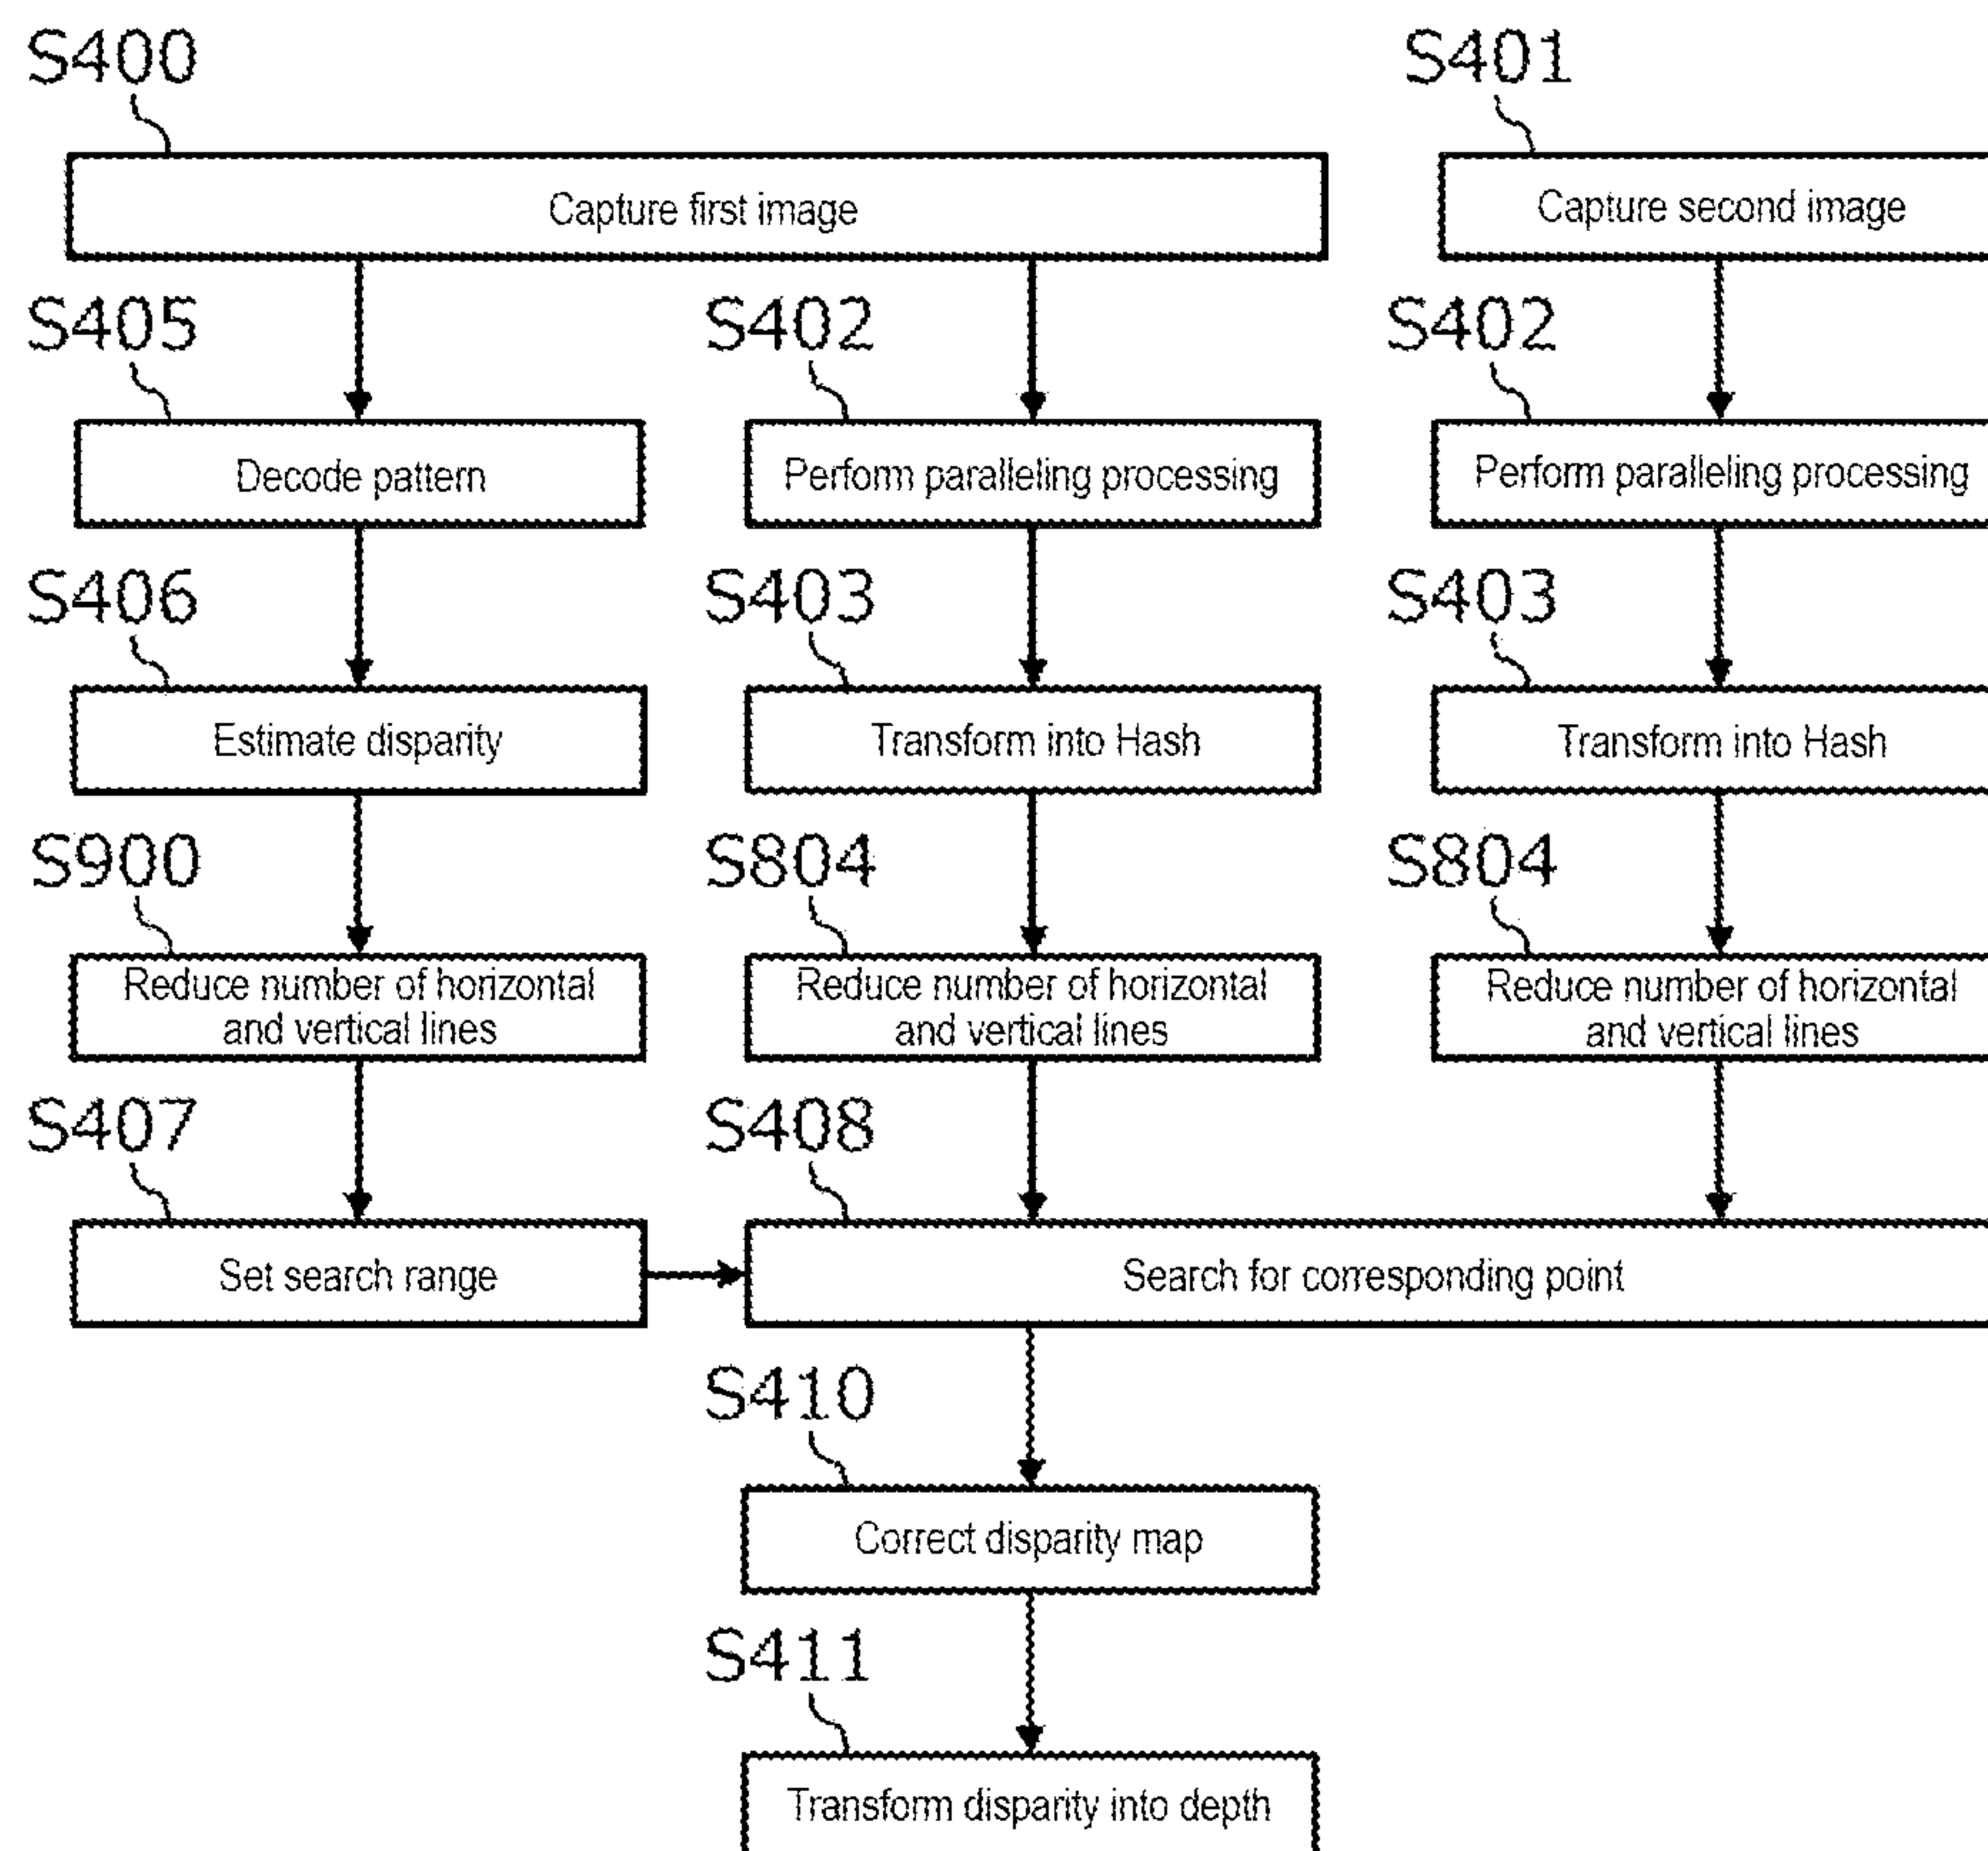 S400
S401
Capture first image
Capture second image
S405
S402
S402
Decode pattern
Perform paralleling processing
Perform paralleling processing
S406
S403
S403
Estimate disparity
Transform into Hash
Transform into Hash
S900
S804
S804
Reduce number of horizontal
and vertical lines
Reduce number of horizontal
and vertical lines
Reduce number of horizontal
and vertical lines
S407
S408
Set search range
Search for corresponding point
S410
Correct disparity map
S411
Transform disparity into depth